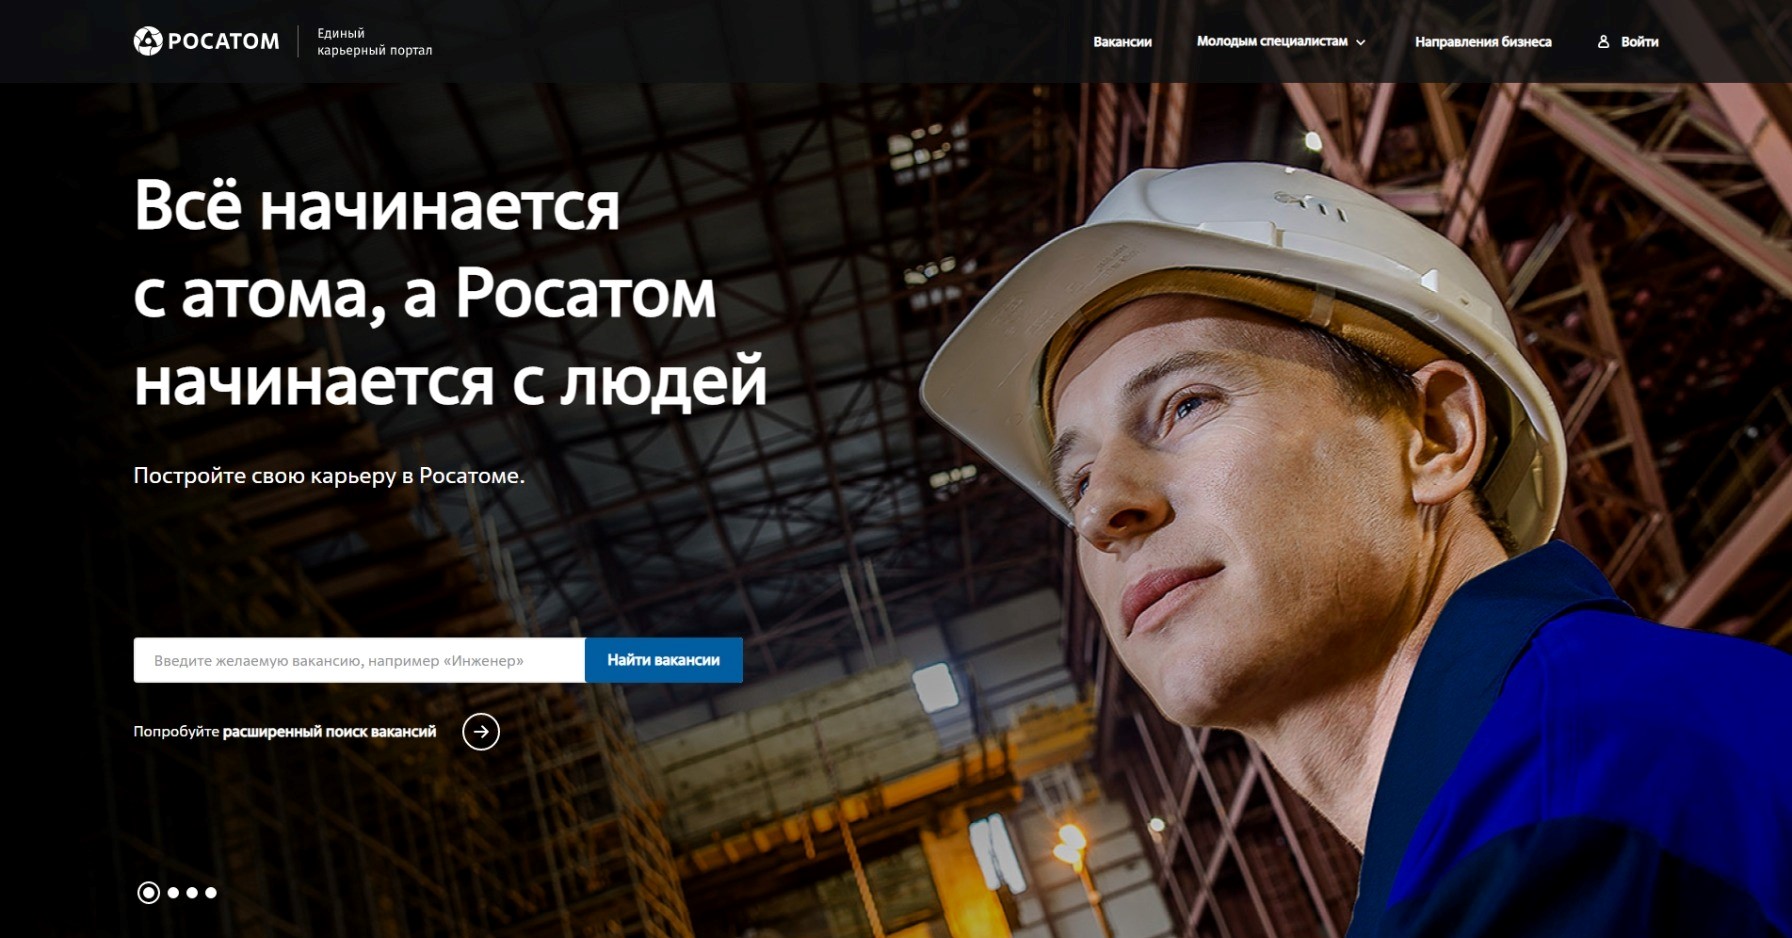 РОСАТОМ
Единый
карьерный портал
Вакансии
Молодым специалистам
Направления бизнеса
Войти
Всё начинается
с атома, а Росатом
начинается с людей
Постройте свою карьеру в Росатоме.
Введите желаемую вакансию, например «Инженер»
Найти вакансии
Попробуйте расширенный поиск вакансий